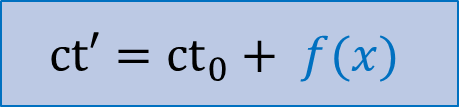 ct′ = ct₀ + f(x)